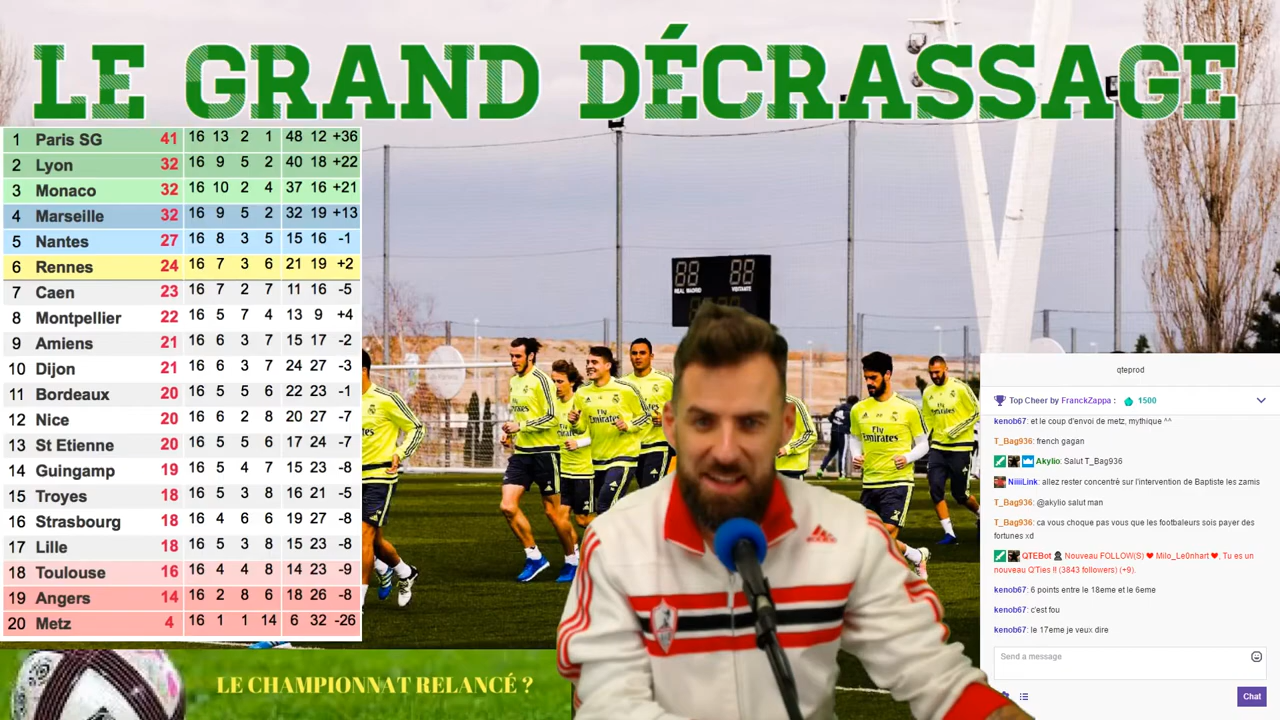 LE GRAND DÉCRASSAGE
1 Paris SG 41 16 13 2 1 48 12 +36
2 Lyon 32 16 9 5 2 40 18 +22
3 Monaco 32 16 10 2 4 37 16 +21
4 Marseille 32 16 9 5 2 32 19 +13
5 Nantes 27 16 8 3 5 15 16 -1
6 Rennes 24 16 7 3 6 21 19 +2
7 Caen 23 16 7 2 7 11 16 -5
8 Montpellier 22 16 5 7 4 13 9 +4
9 Amiens 21 16 6 3 7 15 17 -2
10 Dijon 21 16 6 3 7 24 27 -3
11 Bordeaux 20 16 5 5 6 22 23 -1
12 Nice 20 16 6 2 8 20 27 -7
13 St Etienne 20 16 5 5 6 17 24 -7
14 Guingamp 19 16 5 4 7 15 23 -8
15 Troyes 18 16 5 3 8 16 21 -5
16 Strasbourg 18 16 4 6 6 19 27 -8
17 Lille 18 16 5 3 8 15 23 -8
18 Toulouse 16 16 4 4 8 14 23 -9
19 Angers 14 16 2 8 6 18 26 -8
20 Metz 4 16 1 1 14 6 32 -26
LE CHAMPIONNAT RELANCÉ ?
88 88
REAL MADRID VISITANTE
Fly Emirates
Fly Emirates
Fly Emirates
adidas
qteprod
Top Cheer by FranckZappa : 1500
kenob67: et le coup d'envoi de metz, mythique ^^
T_Bag936: french gagan
Akylio: Salut T_Bag936
NiiiiLink: allez rester concentré sur l'intervention de Baptiste les zamis
T_Bag936: @akylio salut man
T_Bag936: ca vous choque pas vous que les footbaleurs sois payer des
fortunes xd
QTEBot Nouveau FOLLOW(S) ♥ Milo_Le0nhart ♥, Tu es un
nouveau Q'Ties !! (3843 followers) (+9).
kenob67: 6 points entre le 18eme et le 6eme
kenob67: c'est fou
kenob67: le 17eme je veux dire
Send a message
Chat